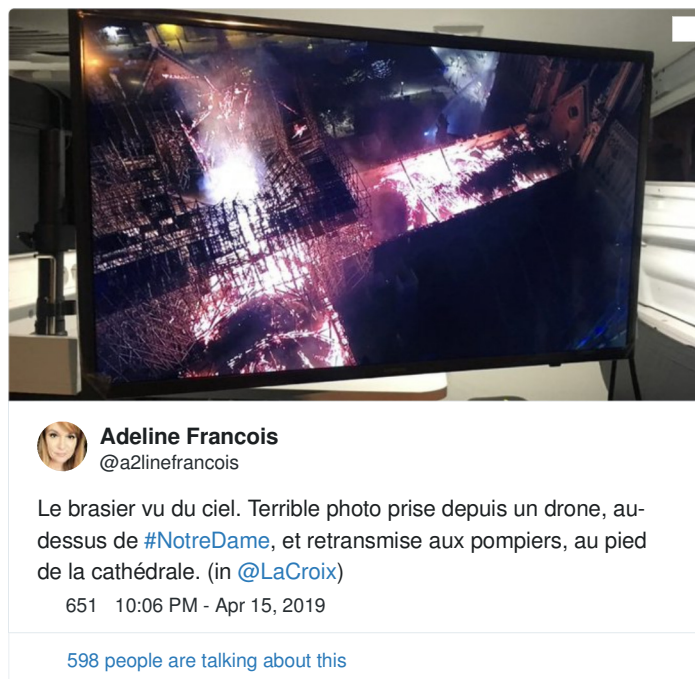 Adeline Francois
@a2linefrancois
Le brasier vu du ciel. Terrible photo prise depuis un drone, au-
dessus de #NotreDame, et retransmise aux pompiers, au pied
de la cathédrale. (in @LaCroix)
651 10:06 PM - Apr 15, 2019
598 people are talking about this